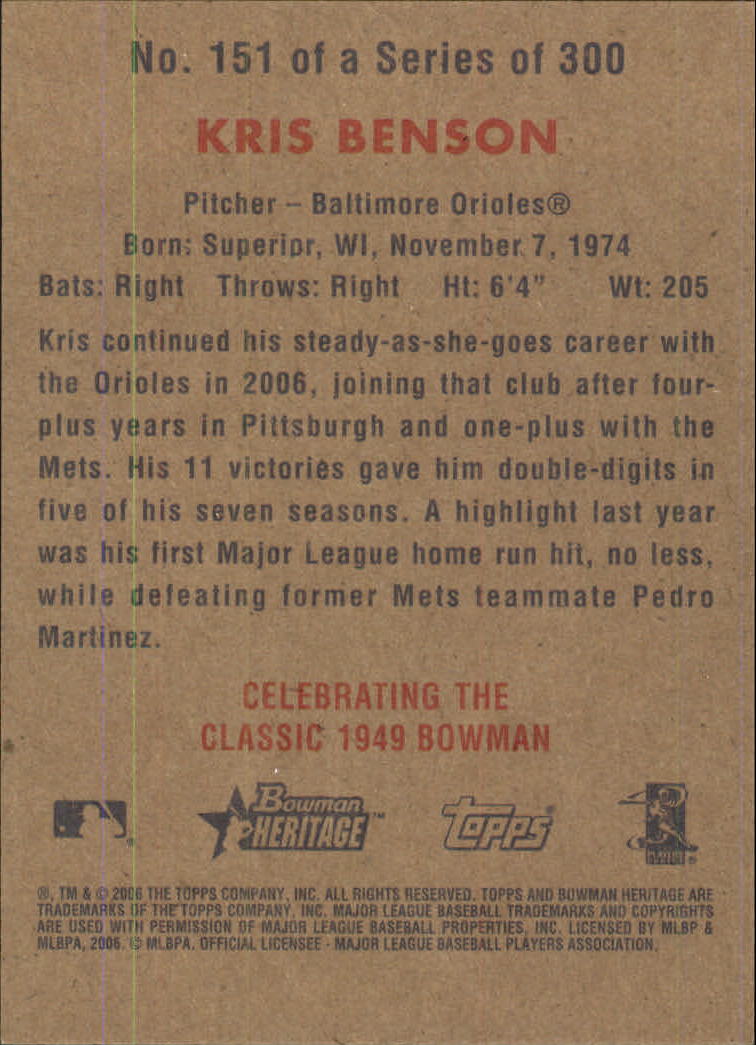 No. 151 of a Series of 300
KRIS BENSON
Pitcher – Baltimore Orioles®
Born: Superior, WI, November 7, 1974
Bats: Right Throws: Right Ht: 6'4" Wt: 205
Kris continued his steady-as-she-goes career with
the Orioles in 2006, joining that club after four-
plus years in Pittsburgh and one-plus with the
Mets. His 11 victories gave him double-digits in
five of his seven seasons. A highlight last year
was his first Major League home run hit, no less,
while defeating former Mets teammate Pedro
Martinez.
CELEBRATING THE
CLASSIC 1949 BOWMAN
Bowman
HERITAGE™
Topps®
®, TM & © 2006 THE TOPPS COMPANY, INC. ALL RIGHTS RESERVED. TOPPS AND BOWMAN HERITAGE ARE
TRADEMARKS OF THE TOPPS COMPANY, INC. MAJOR LEAGUE BASEBALL TRADEMARKS AND COPYRIGHTS
ARE USED WITH PERMISSION OF MAJOR LEAGUE BASEBALL PROPERTIES, INC. LICENSED BY MLBP &
MLBPA, 2006. © MLBPA. OFFICIAL LICENSEE - MAJOR LEAGUE BASEBALL PLAYERS ASSOCIATION.